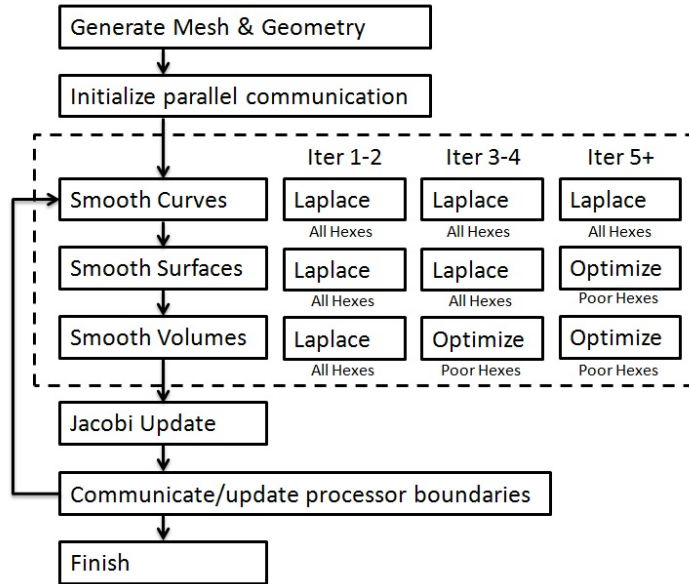 Generate Mesh & Geometry
Initialize parallel communication
Iter 1-2 Iter 3-4 Iter 5+
Smooth Curves Laplace Laplace Laplace
All Hexes All Hexes All Hexes
Smooth Surfaces Laplace Laplace Optimize
All Hexes All Hexes Poor Hexes
Smooth Volumes Laplace Optimize Optimize
All Hexes Poor Hexes Poor Hexes
Jacobi Update
Communicate/update processor boundaries
Finish